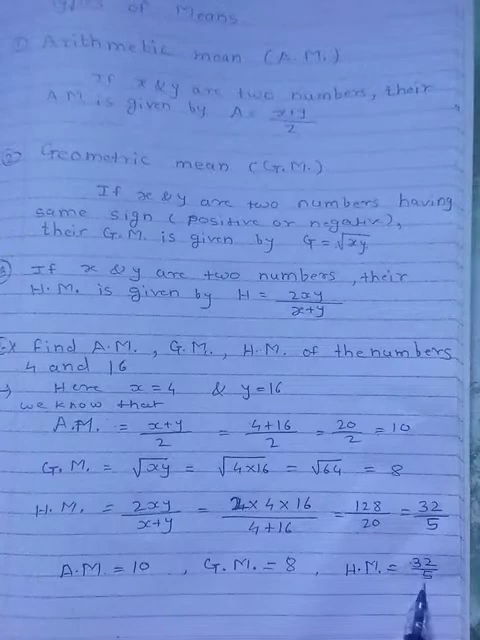 Types of Means
1) Arithmetic mean (A.M.)
If x & y are two numbers, their
A.M. is given by A = x+y/2
2) Geometric mean (G.M.)
If x & y are two numbers having
same sign (positive or negative),
their G.M. is given by G = √xy
3) If x & y are two numbers, their
H.M. is given by H = 2xy/x+y
Ex find A.M., G.M., H.M. of the numbers
4 and 16
→ Here x = 4 & y = 16
we know that
A.M. = x+y/2 = 4+16/2 = 20/2 = 10
G.M. = √xy = √4×16 = √64 = 8
H.M. = 2xy/x+y = 2×4×16/4+16 = 128/20 = 32/5
A.M. = 10 , G.M. = 8 , H.M. = 32/5